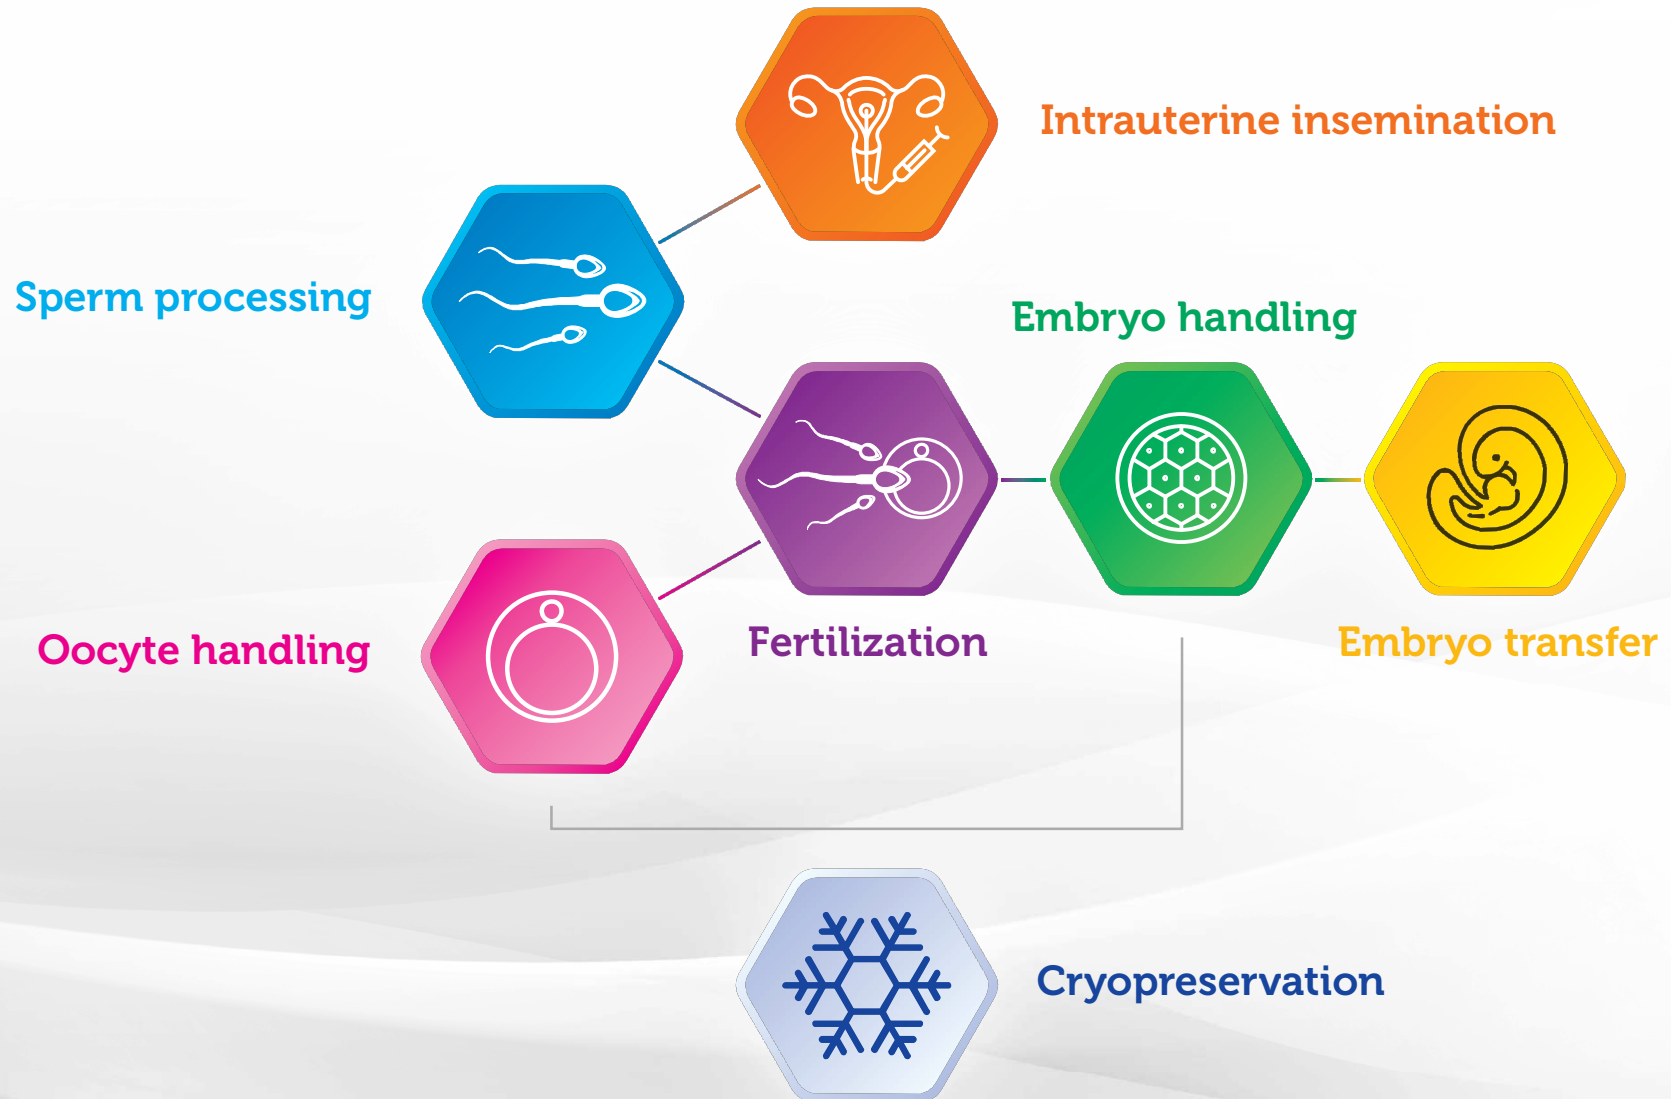 Intrauterine insemination
Sperm processing
Embryo handling
Oocyte handling
Fertilization
Embryo transfer
Cryopreservation